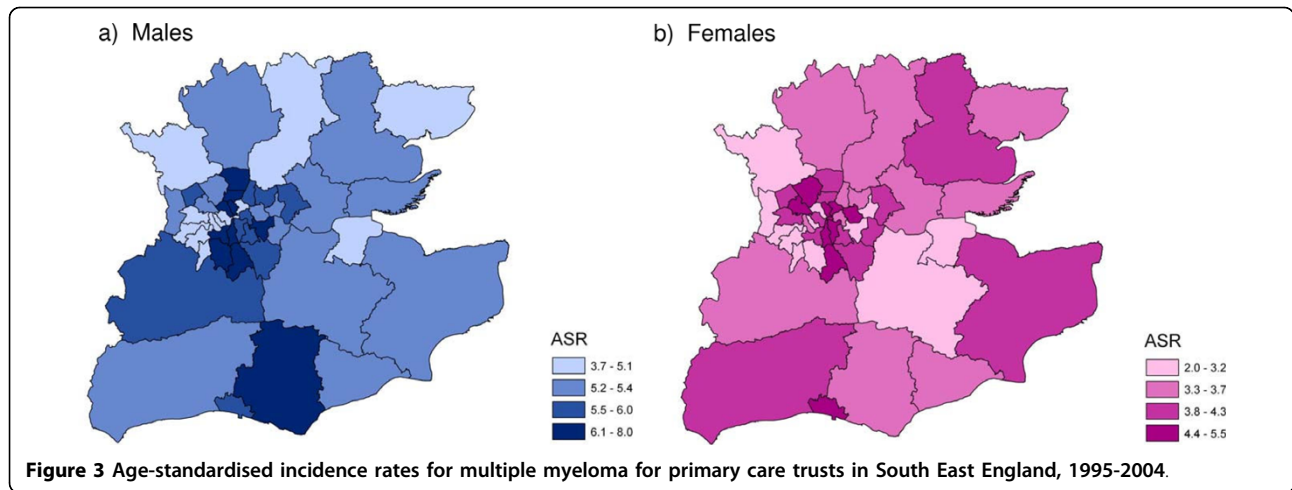 a) Males
b) Females
ASR
3.7 - 5.1
5.2 - 5.4
5.5 - 6.0
6.1 - 8.0
ASR
2.0 - 3.2
3.3 - 3.7
3.8 - 4.3
4.4 - 5.5
Figure 3 Age-standardised incidence rates for multiple myeloma for primary care trusts in South East England, 1995-2004.